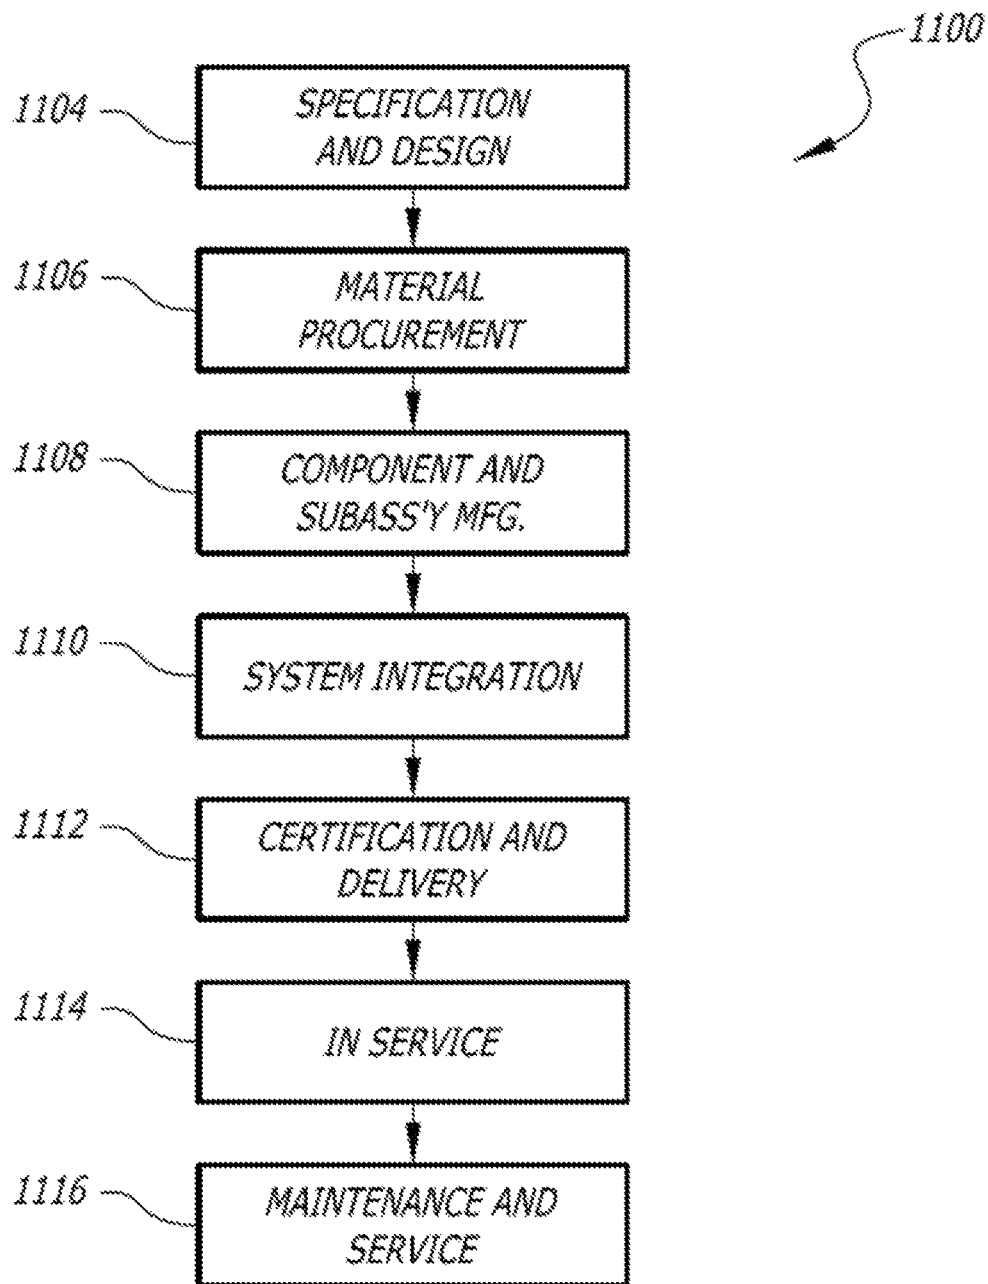 1100
1104
SPECIFICATION
AND DESIGN
1106
MATERIAL
PROCUREMENT
1108
COMPONENT AND
SUBASS'Y MFG.
1110
SYSTEM INTEGRATION
1112
CERTIFICATION AND
DELIVERY
1114
IN SERVICE
1116
MAINTENANCE AND
SERVICE